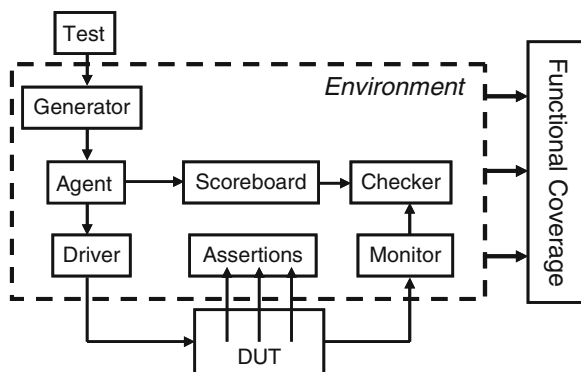 Test
Environment
Generator
Agent
Scoreboard
Checker
Driver
Assertions
Monitor
DUT
Functional Coverage